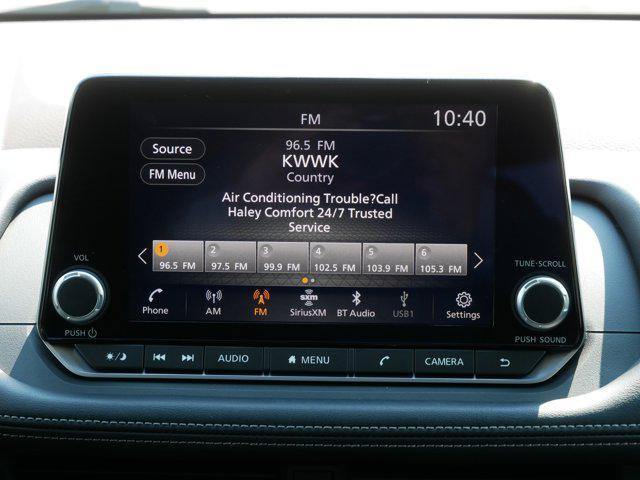 FM
10:40
Source
96.5 FM
KWWK
FM Menu
Country
Air Conditioning Trouble?Call
Haley Comfort 24/7 Trusted
Service
1 2 3 4 5 6
96.5 FM 97.5 FM 99.9 FM 102.5 FM 103.9 FM 105.3 FM
VOL
TUNE·SCROLL
sxm
Phone AM FM SiriusXM BT Audio USB1 Settings
PUSH
PUSH SOUND
AUDIO MENU CAMERA